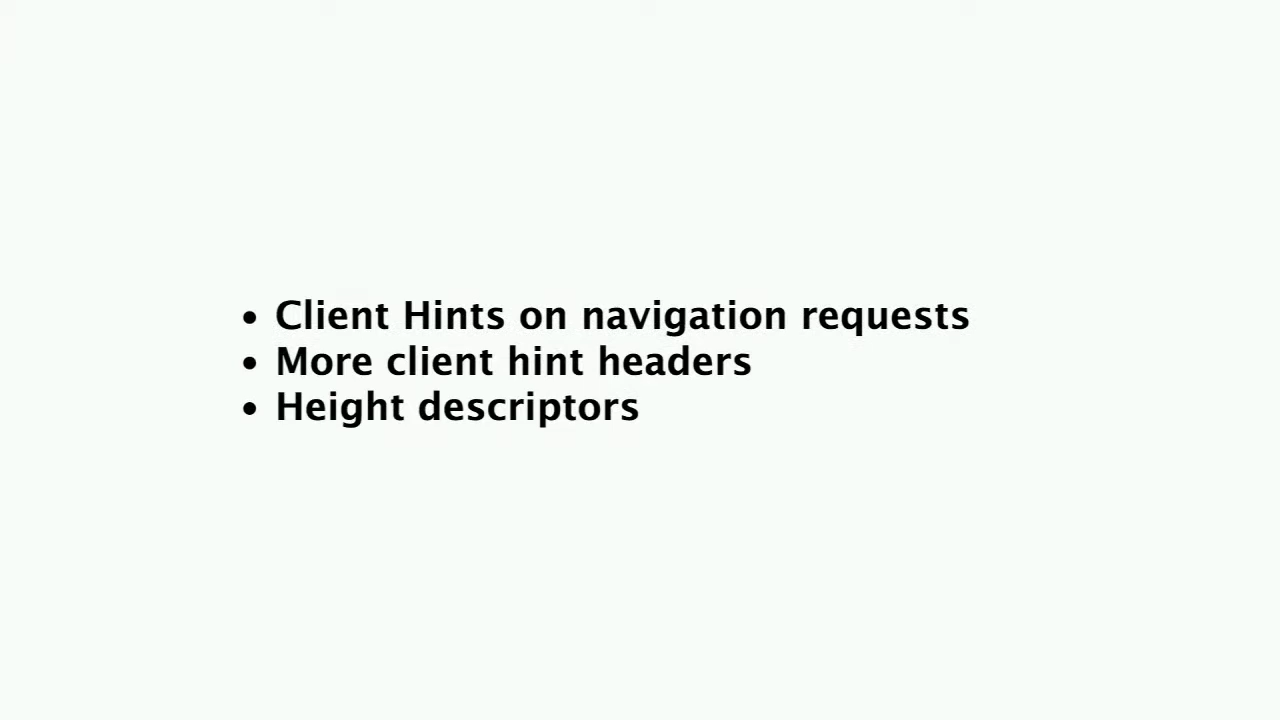 • Client Hints on navigation requests
• More client hint headers
• Height descriptors